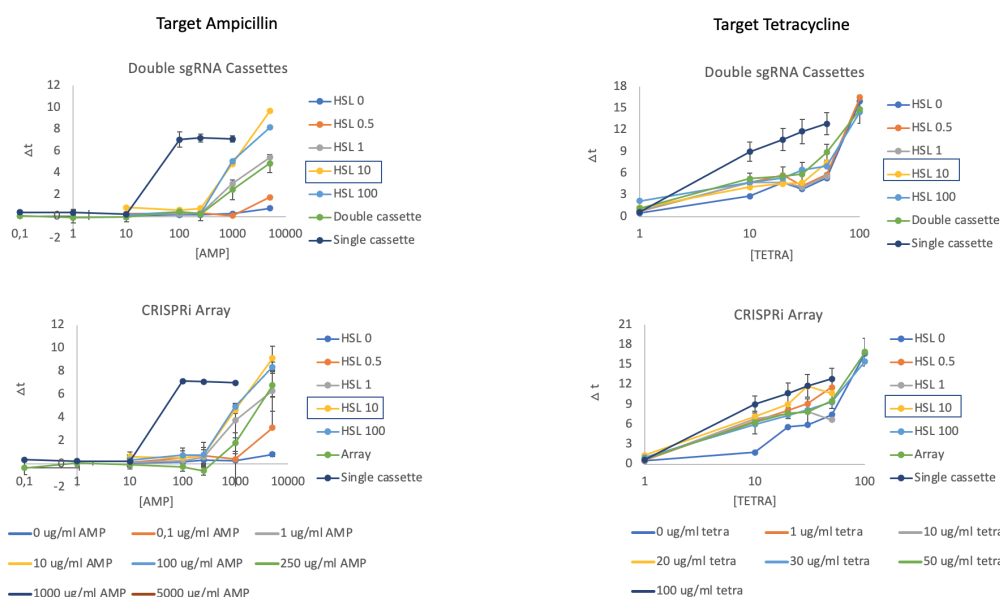 Target Ampicillin
Target Tetracycline
Double sgRNA Cassettes
12
10
8
6
4
2
0
-2
Δt
0,1
1
10
100
1000
10000
[AMP]
HSL 0
HSL 0.5
HSL 1
HSL 10
HSL 100
Double cassette
Single cassette
Double sgRNA Cassettes
18
15
12
9
6
3
0
Δt
1
10
100
[TETRA]
HSL 0
HSL 0.5
HSL 1
HSL 10
HSL 100
Double cassette
Single cassette
CRISPRi Array
12
10
8
6
4
2
0
-2
Δt
0,1
1
10
100
1000
10000
[AMP]
HSL 0
HSL 0.5
HSL 1
HSL 10
HSL 100
Array
Single cassette
CRISPRi Array
21
18
15
12
9
6
3
0
Δt
1
10
100
[TETRA]
HSL 0
HSL 0.5
HSL 1
HSL 10
HSL 100
Array
Single cassette
0 ug/ml AMP 0,1 ug/ml AMP 1 ug/ml AMP
10 ug/ml AMP 100 ug/ml AMP 250 ug/ml AMP
1000 ug/ml AMP 5000 ug/ml AMP
0 ug/ml tetra 1 ug/ml tetra 10 ug/ml tetra
20 ug/ml tetra 30 ug/ml tetra 50 ug/ml tetra
100 ug/ml tetra